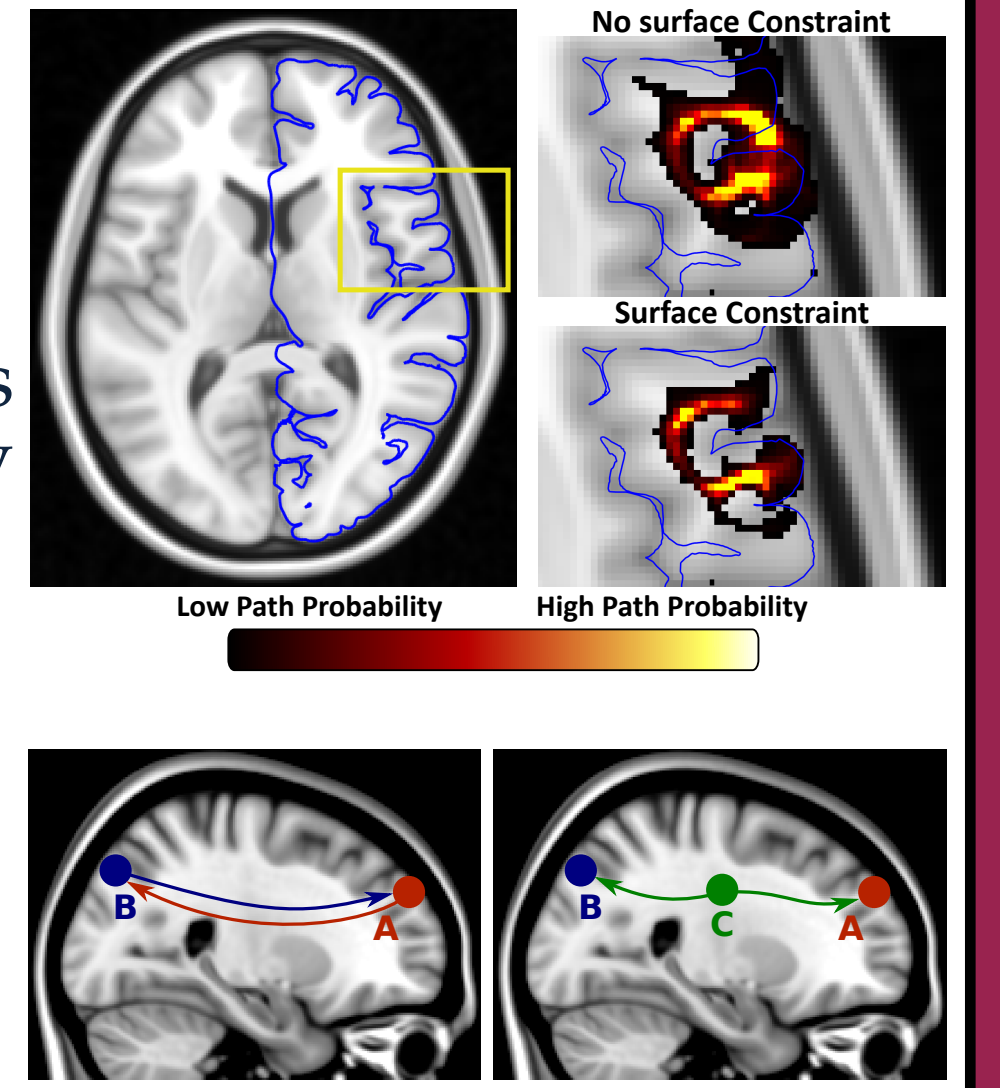 No surface Constraint
Surface Constraint
Low Path Probability High Path Probability
B
A
B
C
A